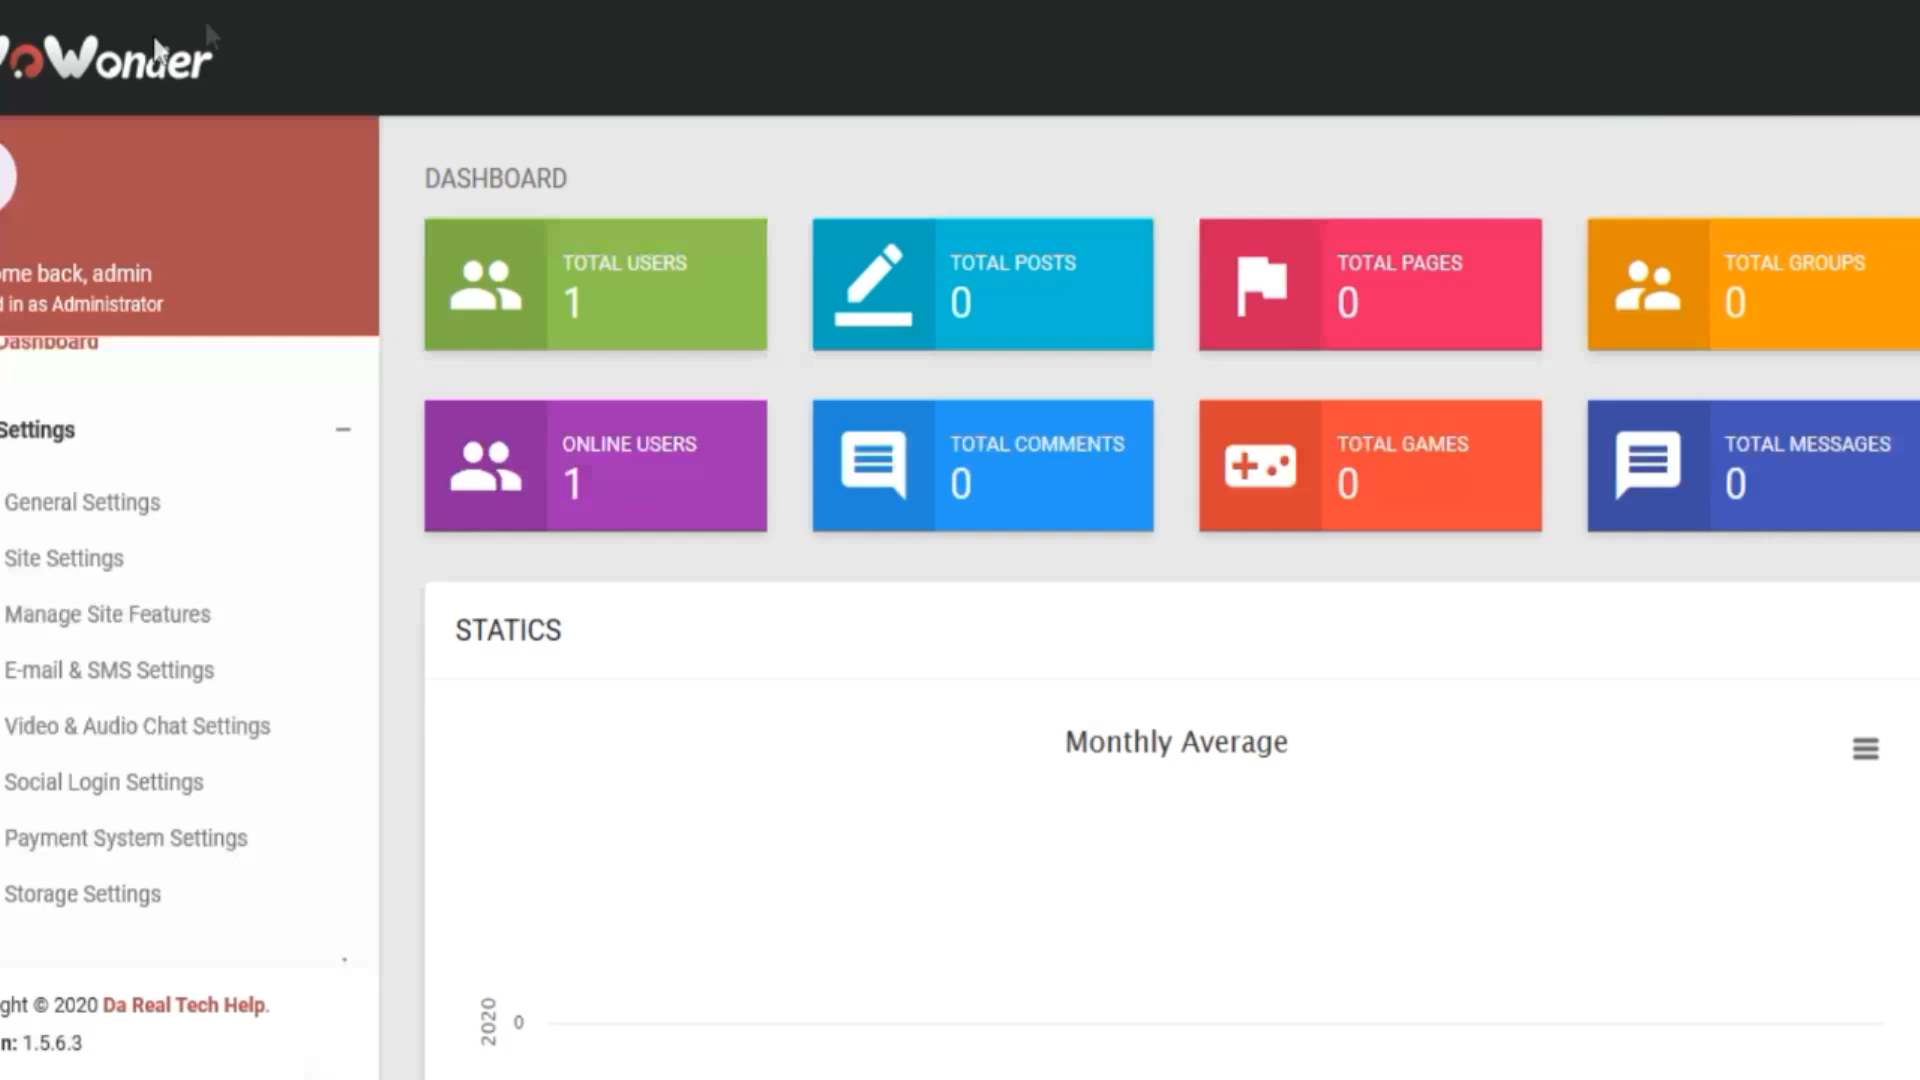 oWonder
DASHBOARD
TOTAL USERS
1
TOTAL POSTS
0
TOTAL PAGES
0
TOTAL GROUPS
0
ome back, admin
d in as Administrator
Dashboard
Settings
General Settings
Site Settings
Manage Site Features
E-mail & SMS Settings
Video & Audio Chat Settings
Social Login Settings
Payment System Settings
Storage Settings
ght © 2020 Da Real Tech Help.
n: 1.5.6.3
ONLINE USERS
1
TOTAL COMMENTS
0
TOTAL GAMES
0
TOTAL MESSAGES
0
STATICS
Monthly Average
2020
0